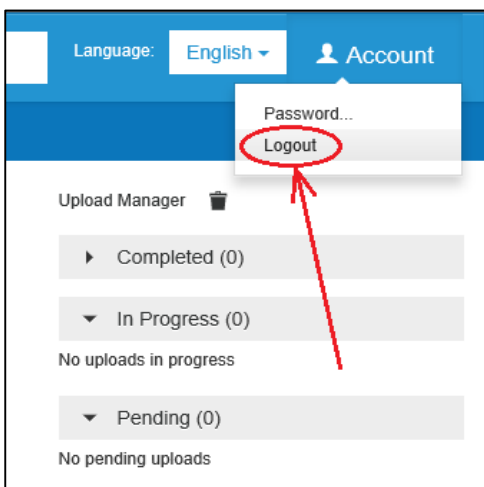 Language: English Account
Password...
Logout
Upload Manager
Completed (0)
In Progress (0)
No uploads in progress
Pending (0)
No pending uploads